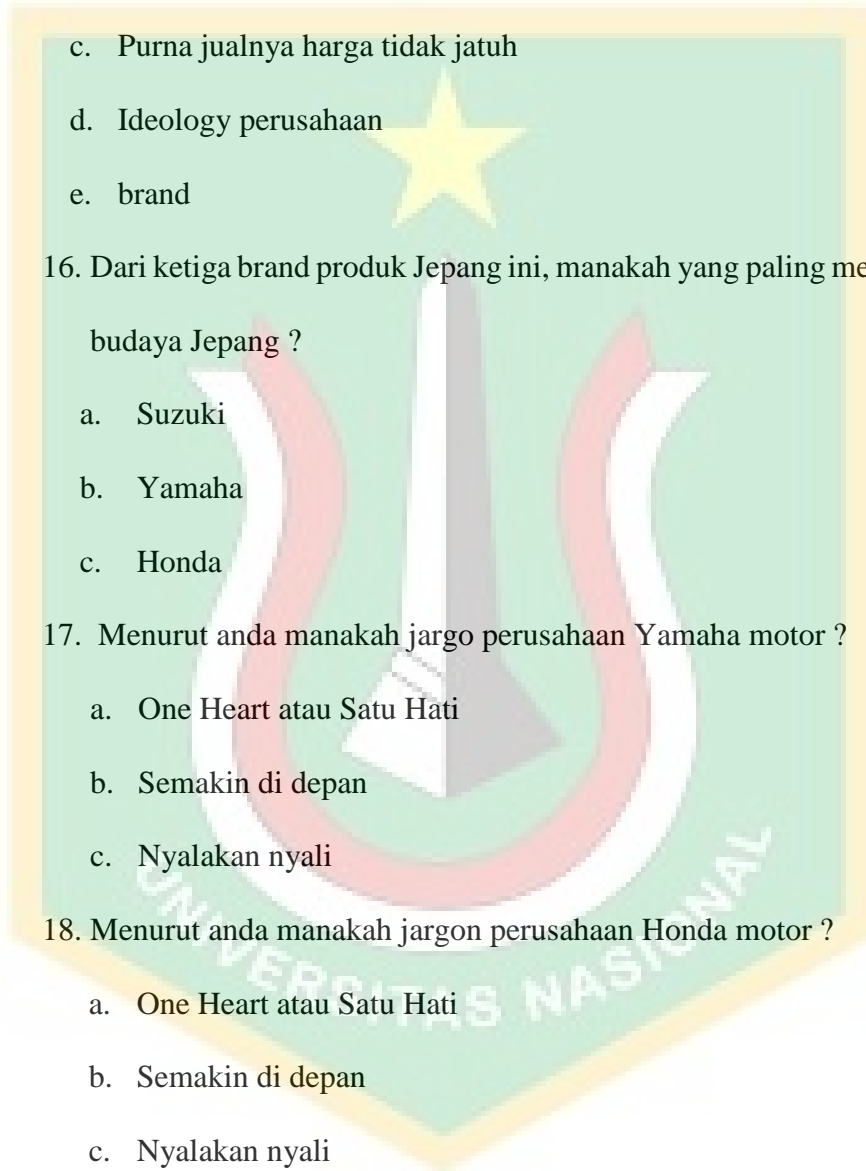 c. Purna jualnya harga tidak jatuh
d. Ideology perusahaan
e. brand
16. Dari ketiga brand produk Jepang ini, manakah yang paling
budaya Jepang ?
a. Suzuki
b. Yamaha
c. Honda
17. Menurut anda manakah jargo perusahaan Yamaha motor ?
a. One Heart atau Satu Hati
b. Semakin di depan
c. Nyalakan nyali
18. Menurut anda manakah jargon perusahaan Honda motor ?
a. One Heart atau Satu Hati
b. Semakin di depan
c. Nyalakan nyali
UNIVERSITAS NASIONAL